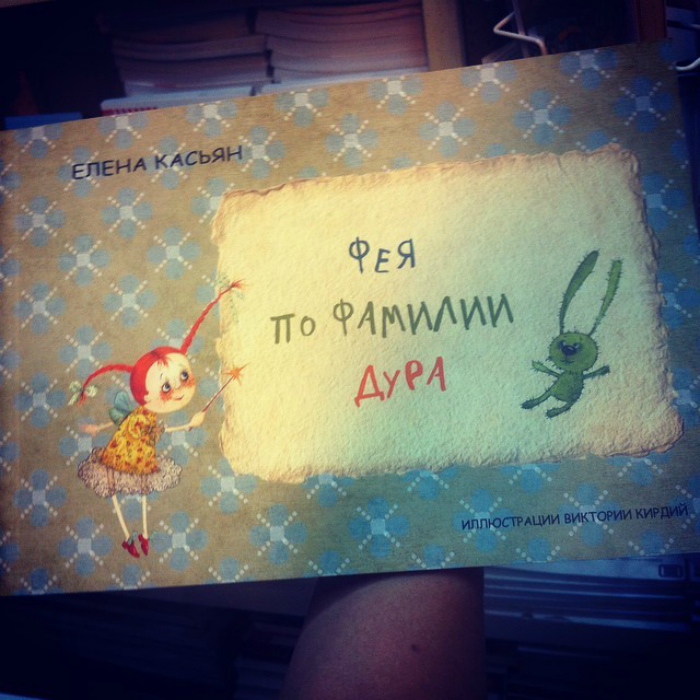 ЕЛЕНА КАСЬЯН
ФЕЯ
ПО ФАМИЛИИ
ДУРА
ИЛЛЮСТРАЦИИ ВИКТОРИИ КИРДИЙ